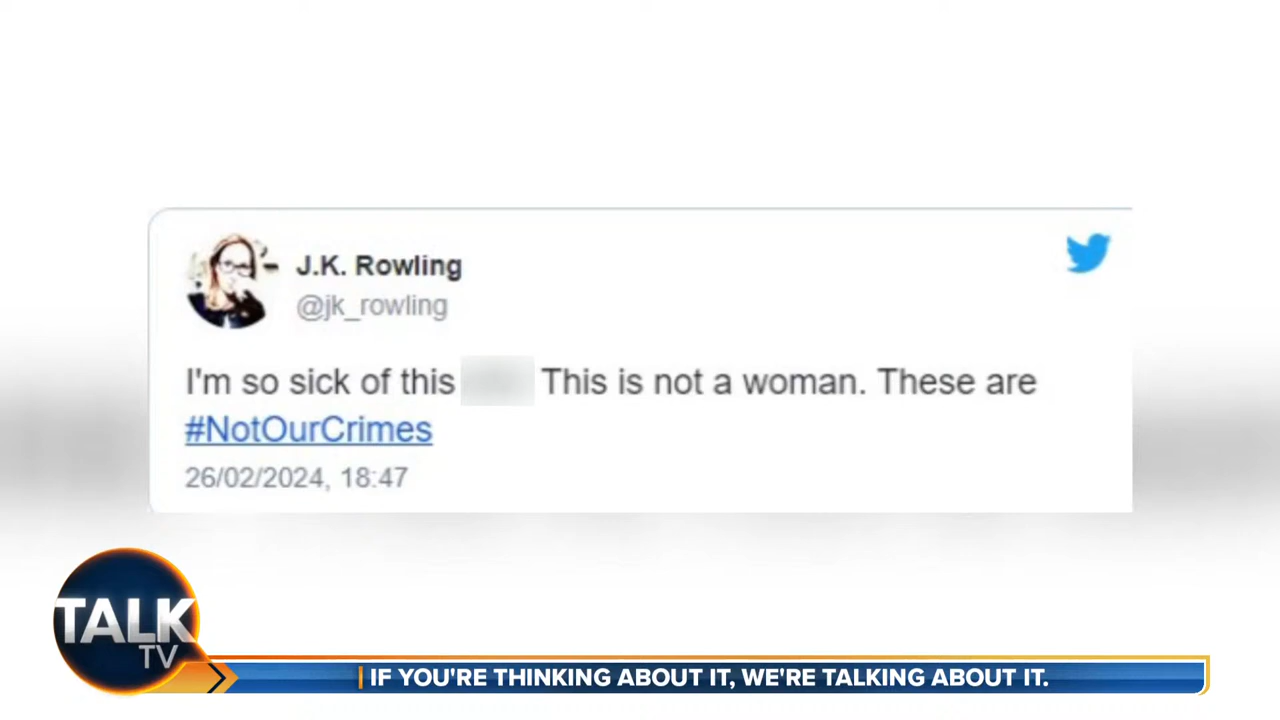 J.K. Rowling
@jk_rowling
I'm so sick of this This is not a woman. These are
#NotOurCrimes
26/02/2024, 18:47
TALK
TV
IF YOU'RE THINKING ABOUT IT, WE'RE TALKING ABOUT IT.